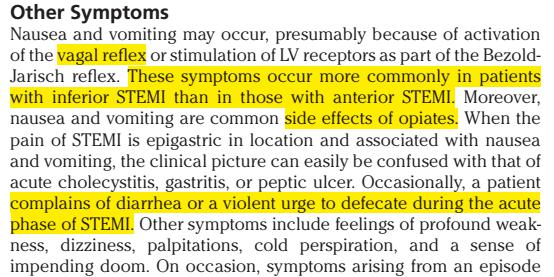 Other Symptoms
Nausea and vomiting may occur, presumably because of activation
of the vagal reflex or stimulation of LV receptors as part of the Bezold-
Jarisch reflex. These symptoms occur more commonly in patients
with inferior STEMI than in those with anterior STEMI. Moreover,
nausea and vomiting are common side effects of opiates. When the
pain of STEMI is epigastric in location and associated with nausea
and vomiting, the clinical picture can easily be confused with that of
acute cholecystitis, gastritis, or peptic ulcer. Occasionally, a patient
complains of diarrhea or a violent urge to defecate during the acute
phase of STEMI. Other symptoms include feelings of profound weak-
ness, dizziness, palpitations, cold perspiration, and a sense of
impending doom. On occasion, symptoms arising from an episode